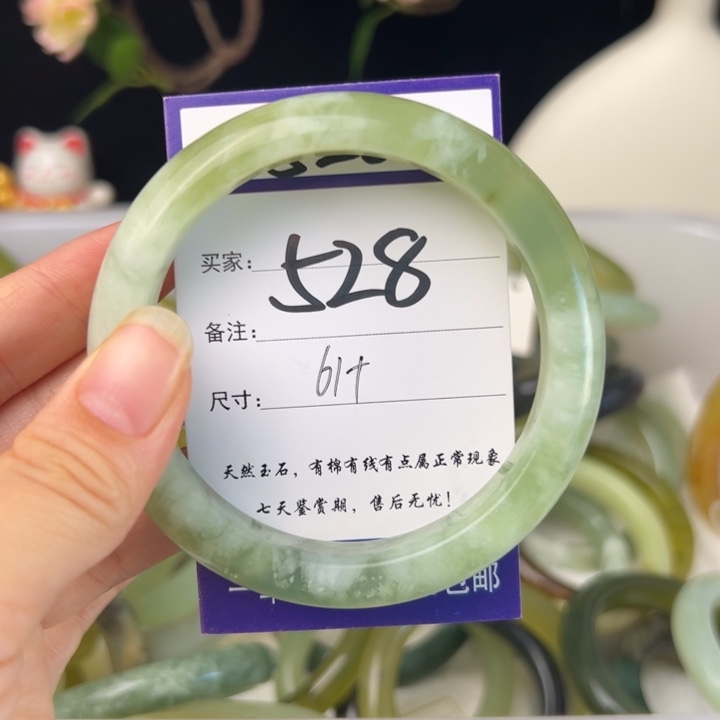 买家: 528
备注:
尺寸: 61+
天然玉石, 有棉有线有点属正常现象
七天鉴赏期, 售后无忧!
邮